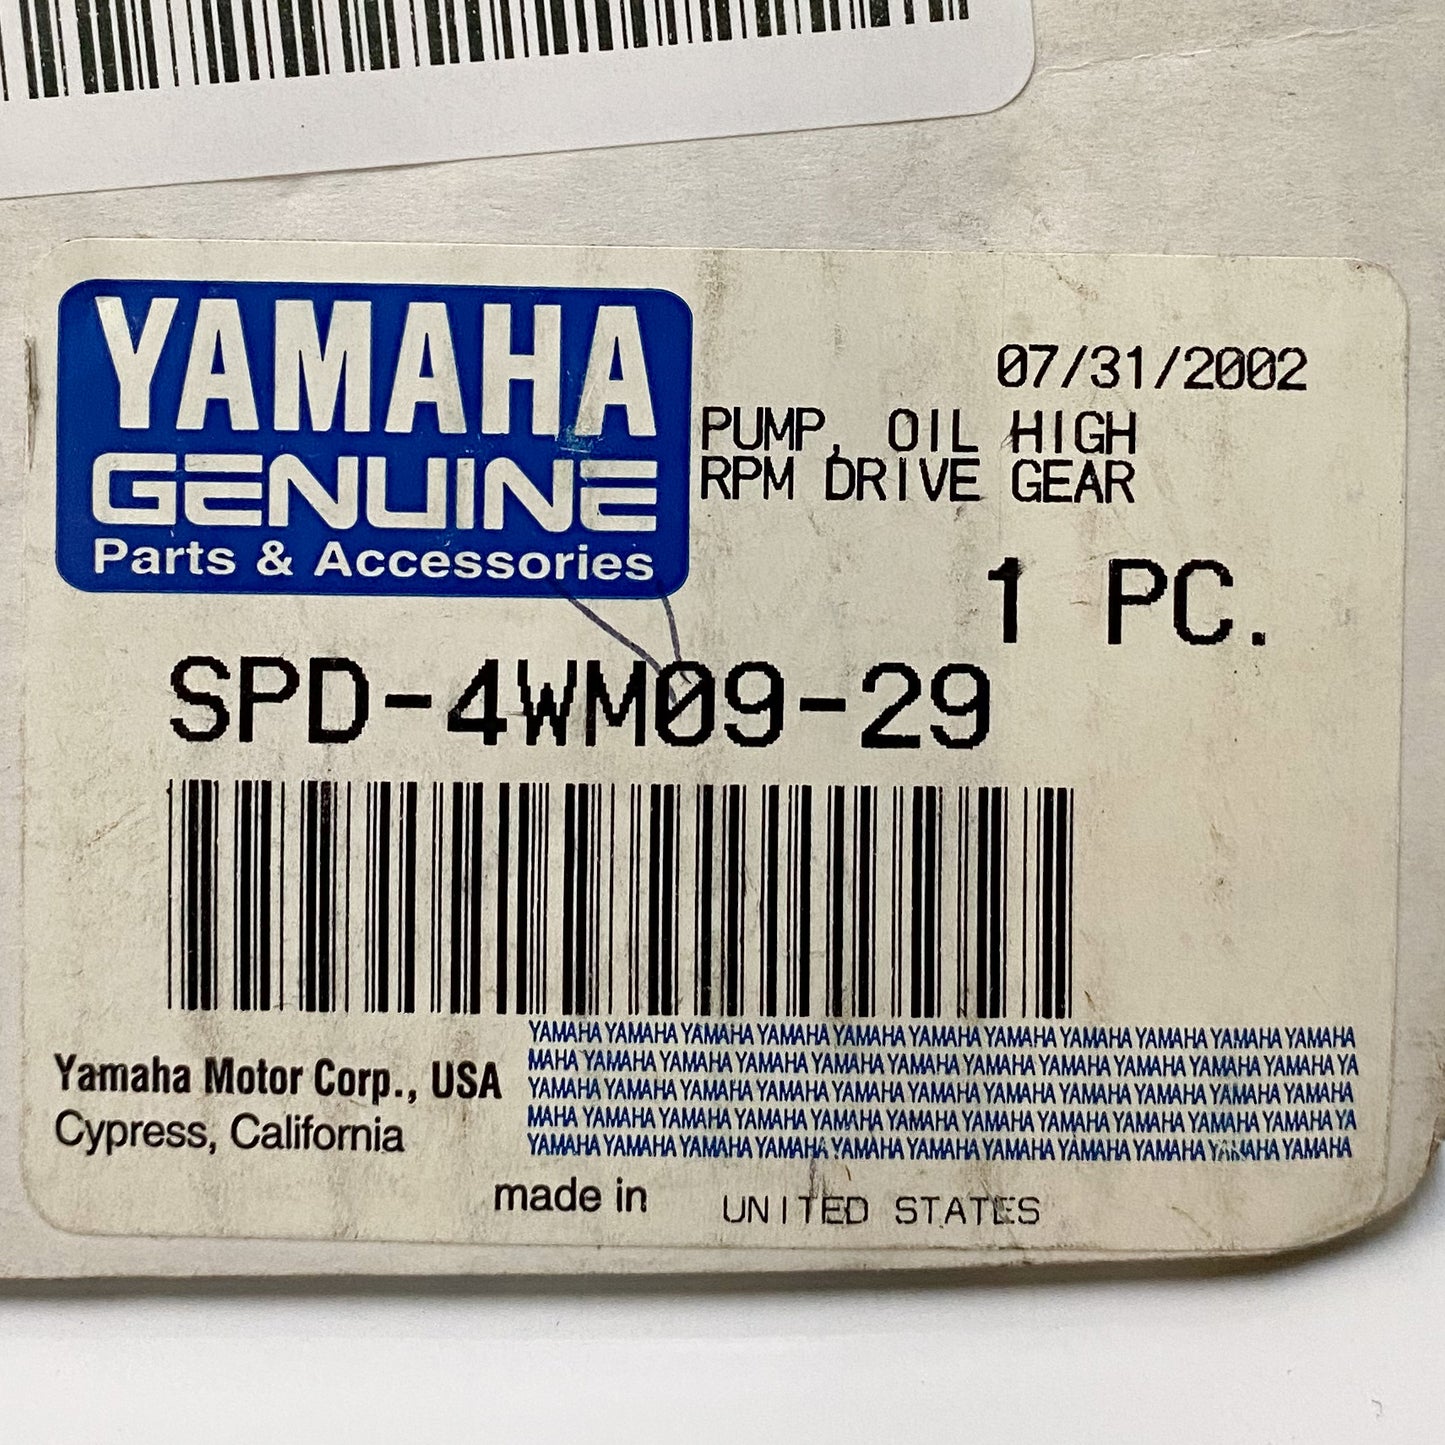 YAMAHA
GENUINE
Parts & Accessories
07/31/2002
PUMP, OIL HIGH
RPM DRIVE GEAR
1 PC.
SPD-4WM09-29
YAMAHA YAMAHA YAMAHA YAMAHA YAMAHA YAMAHA YAMAHA YAMAHA YAMAHA YAMAHA YAMAHA
MAHA YAMAHA YAMAHA YAMAHA YAMAHA YAMAHA YAMAHA YAMAHA YAMAHA YAMAHA YAMAHA YA
YAMAHA YAMAHA YAMAHA YAMAHA YAMAHA YAMAHA YAMAHA YAMAHA YAMAHA YAMAHA YAMAHA
MAHA YAMAHA YAMAHA YAMAHA YAMAHA YAMAHA YAMAHA YAMAHA YAMAHA YAMAHA YAMAHA YA
YAMAHA YAMAHA YAMAHA YAMAHA YAMAHA YAMAHA YAMAHA YAMAHA YAMAHA YAMAHA YAMAHA
Yamaha Motor Corp., USA
Cypress, California
made in UNITED STATES